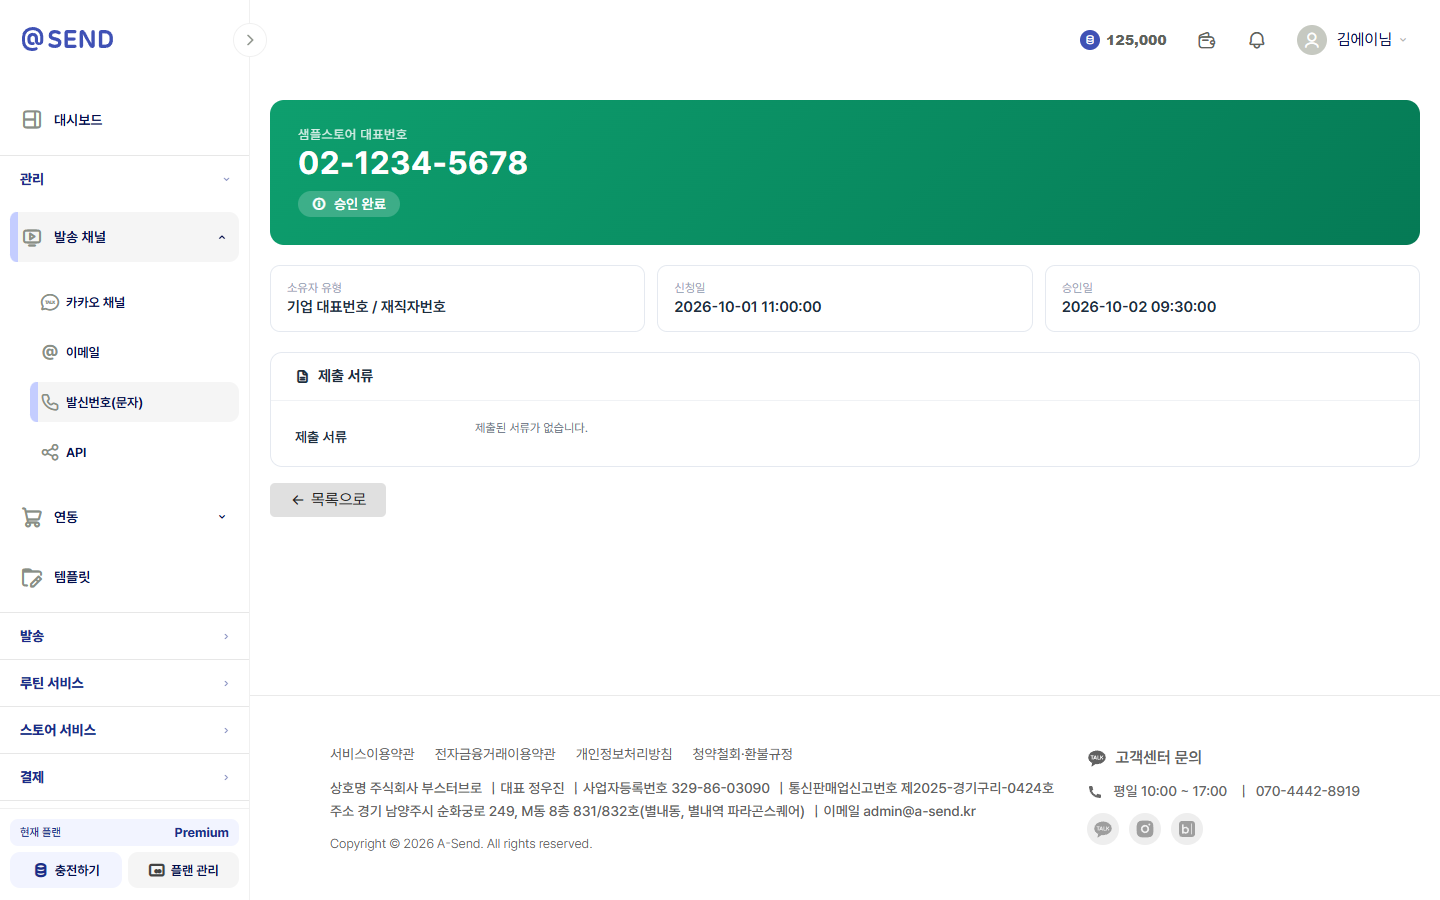 @SEND
125,000
김에이님
대시보드
관리
발송 채널
카카오 채널
이메일
발신번호(문자)
API
연동
템플릿
발송
루틴 서비스
스토어 서비스
결제
현재 플랜
Premium
충전하기
플랜 관리
샘플스토어 대표번호
02-1234-5678
승인 완료
소유자 유형
기업 대표번호 / 재직자번호
신청일
2026-10-01 11:00:00
승인일
2026-10-02 09:30:00
제출 서류
제출 서류
제출된 서류가 없습니다.
← 목록으로
서비스이용약관 전자금융거래이용약관 개인정보처리방침 청약철회·환불규정
상호명 주식회사 부스터브로 | 대표 정우진 | 사업자등록번호 329-86-03090 | 통신판매업신고번호 제2025-경기구리-0424호
주소 경기 남양주시 순화궁로 249, M동 8층 831/832호(별내동, 별내역 파라곤스퀘어) | 이메일 admin@a-send.kr
Copyright © 2026 A-Send. All rights reserved.
TALK 고객센터 문의
평일 10:00 ~ 17:00 | 070-4442-8919
TALK
b|